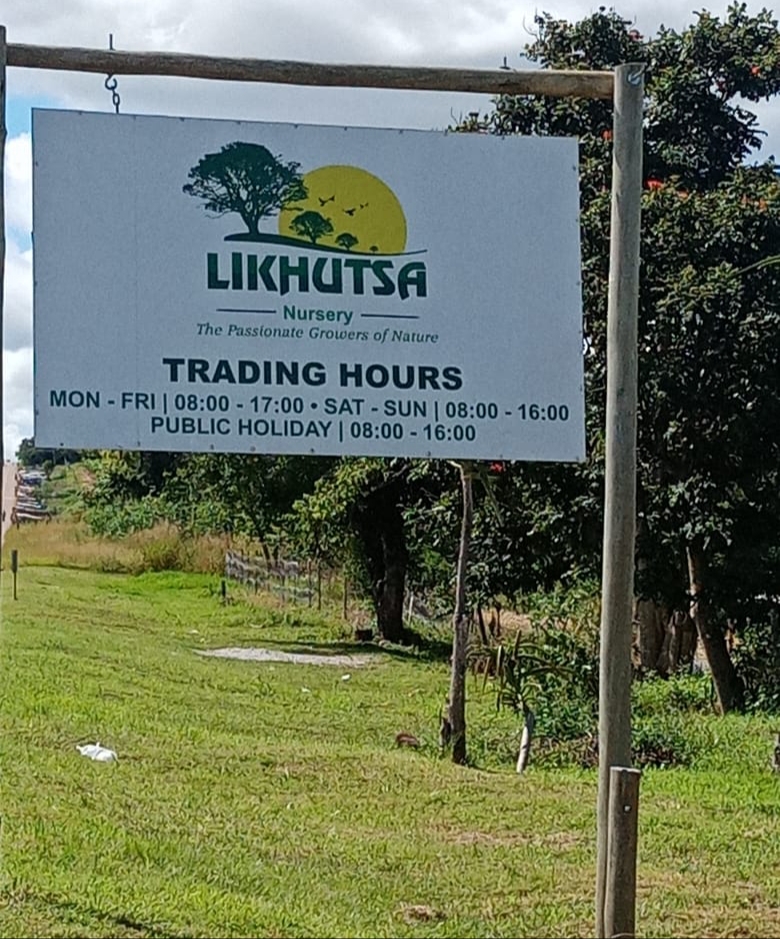 LIKHUTSA
Nursery
The Passionate Growers of Nature
TRADING HOURS
MON - FRI | 08:00 - 17:00 • SAT - SUN | 08:00 - 16:00
PUBLIC HOLIDAY | 08:00 - 16:00